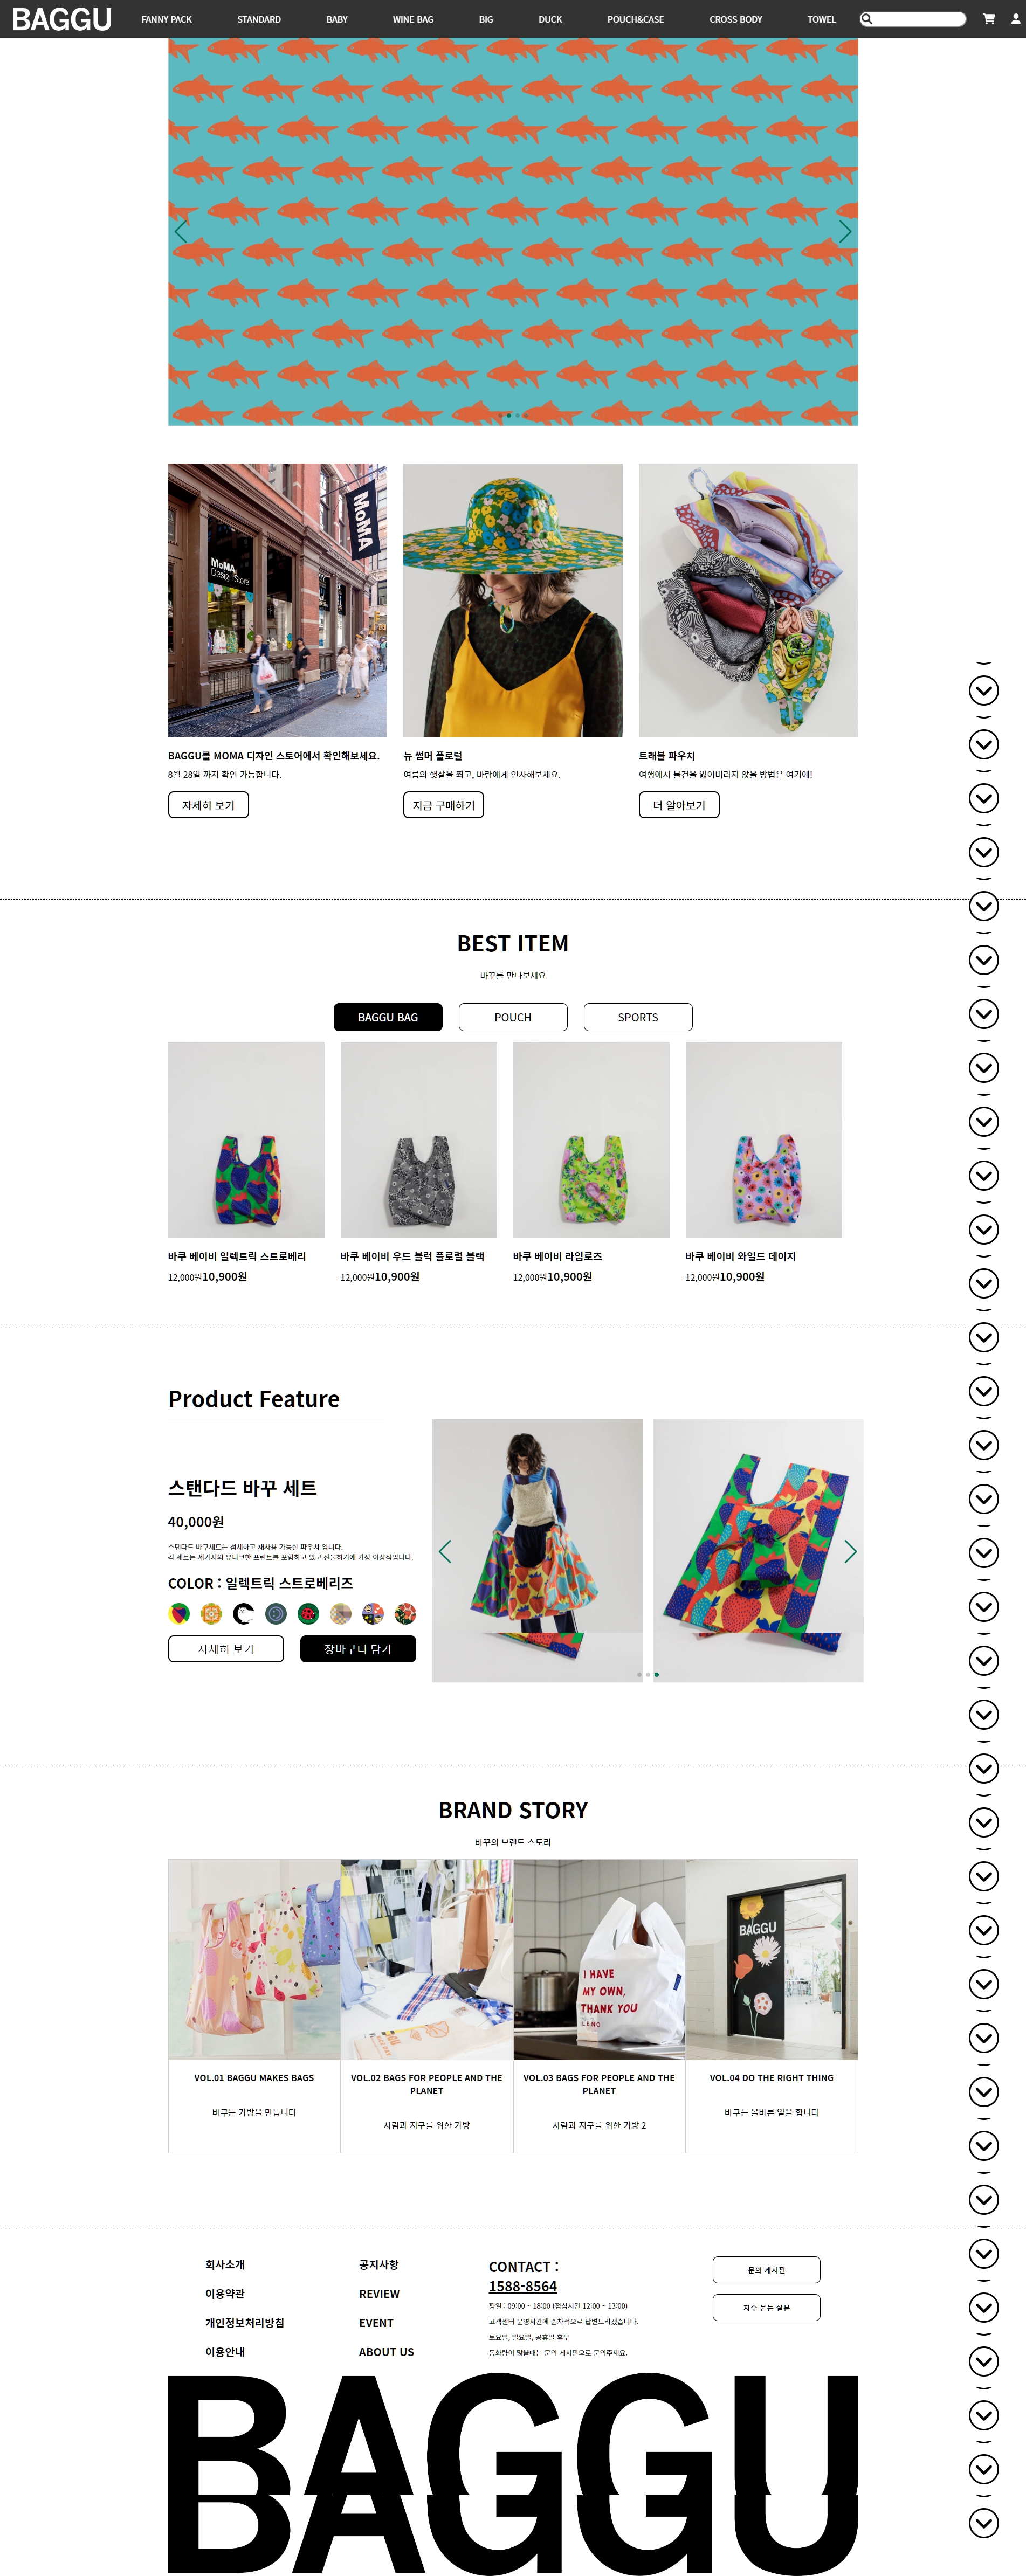 BAGGU
FANNY PACK
STANDARD
BABY
WINE BAG
BIG
DUCK
POUCH&CASE
CROSS BODY
TOWEL
MoMA
MoMA
Design Store
BAGGU를 MOMA 디자인 스토어에서 확인해보세요.
8월 28일 까지 확인 가능합니다.
자세히 보기
뉴 썸머 플로럴
여름의 햇살을 쬐고, 바람에게 인사해보세요.
지금 구매하기
트래블 파우치
여행에서 물건을 잃어버리지 않을 방법은 여기에!
더 알아보기
BEST ITEM
바꾸를 만나보세요
BAGGU BAG
POUCH
SPORTS
바쿠 베이비 일렉트릭 스트로베리
12,000원10,900원
바쿠 베이비 우드 블럭 플로럴 블랙
12,000원10,900원
바쿠 베이비 라임로즈
12,000원10,900원
바쿠 베이비 와일드 데이지
12,000원10,900원
Product Feature
스탠다드 바꾸 세트
40,000원
스탠다드 바쿠세트는 섬세하고 재사용 가능한 파우치 입니다.
각 세트는 세가지의 유니크한 프린트를 포함하고 있고 선물하기에 가장 이상적입니다.
COLOR : 일렉트릭 스트로베리즈
자세히 보기
장바구니 담기
BRAND STORY
바꾸의 브랜드 스토리
I HAVE
MY OWN,
THANK YOU
BAGGU
VOL.01 BAGGU MAKES BAGS
바쿠는 가방을 만듭니다
VOL.02 BAGS FOR PEOPLE AND THE
PLANET
사람과 지구를 위한 가방
VOL.03 BAGS FOR PEOPLE AND THE
PLANET
사람과 지구를 위한 가방 2
VOL.04 DO THE RIGHT THING
바쿠는 올바른 일을 합니다
회사소개
이용약관
개인정보처리방침
이용안내
공지사항
REVIEW
EVENT
ABOUT US
CONTACT :
1588-8564
평일 : 09:00 ~ 18:00 (점심시간 12:00 ~ 13:00)
고객센터 운영시간에 순차적으로 답변드리겠습니다.
토요일, 일요일, 공휴일 휴무
통화량이 많을때는 문의 게시판으로 문의주세요.
문의 게시판
자주 묻는 질문
BAGGU
BAGGU